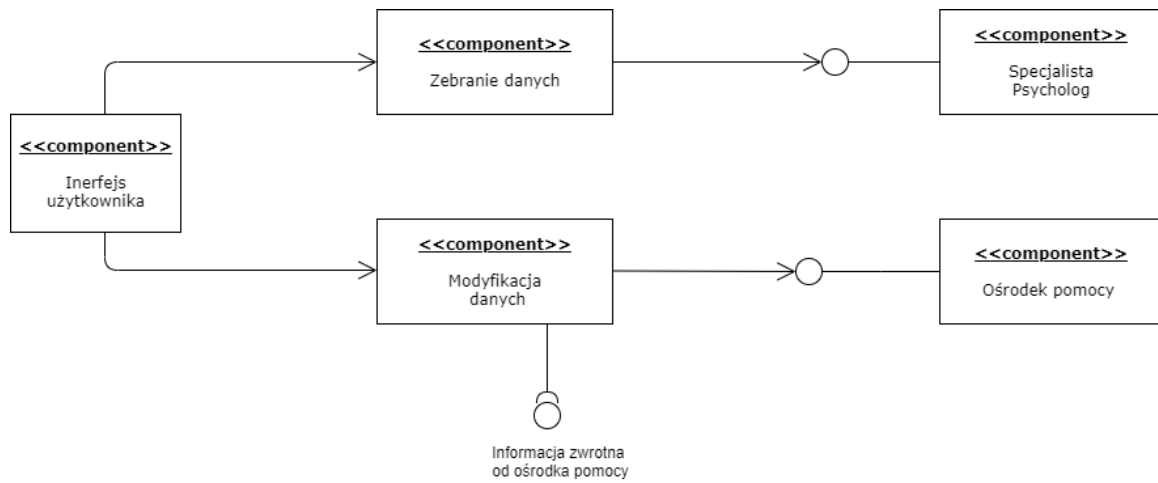 <<component>>
Zebranie danych
<<component>>
Specjalista
Psycholog
<<component>>
Inerfejs
użytkownika
<<component>>
Modyfikacja
danych
<<component>>
Ośrodek pomocy
Informacja zwrotna
od ośrodka pomocy